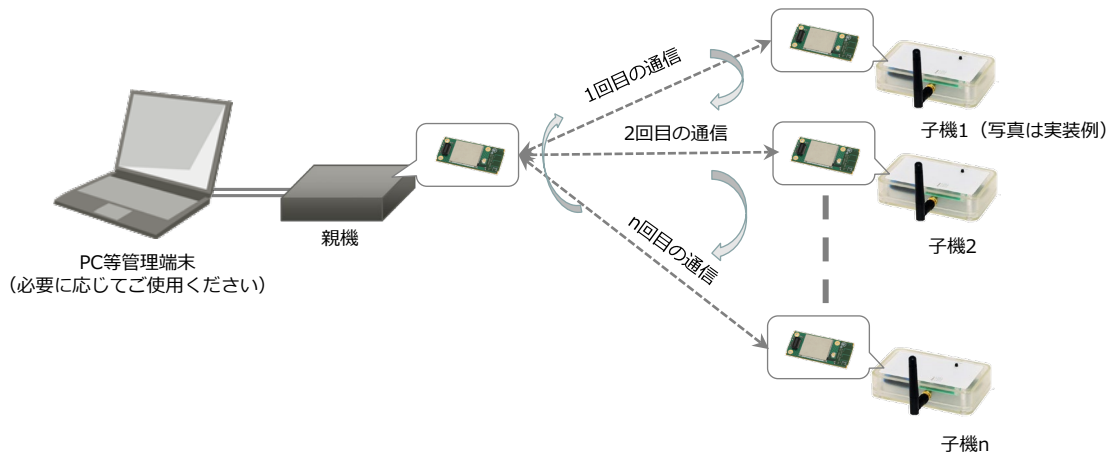 1回目の通信
子機1（写真は実装例）
2回目の通信
親機
子機2
n回目の通信
PC等管理端末
（必要に応じてご使用ください）
子機n